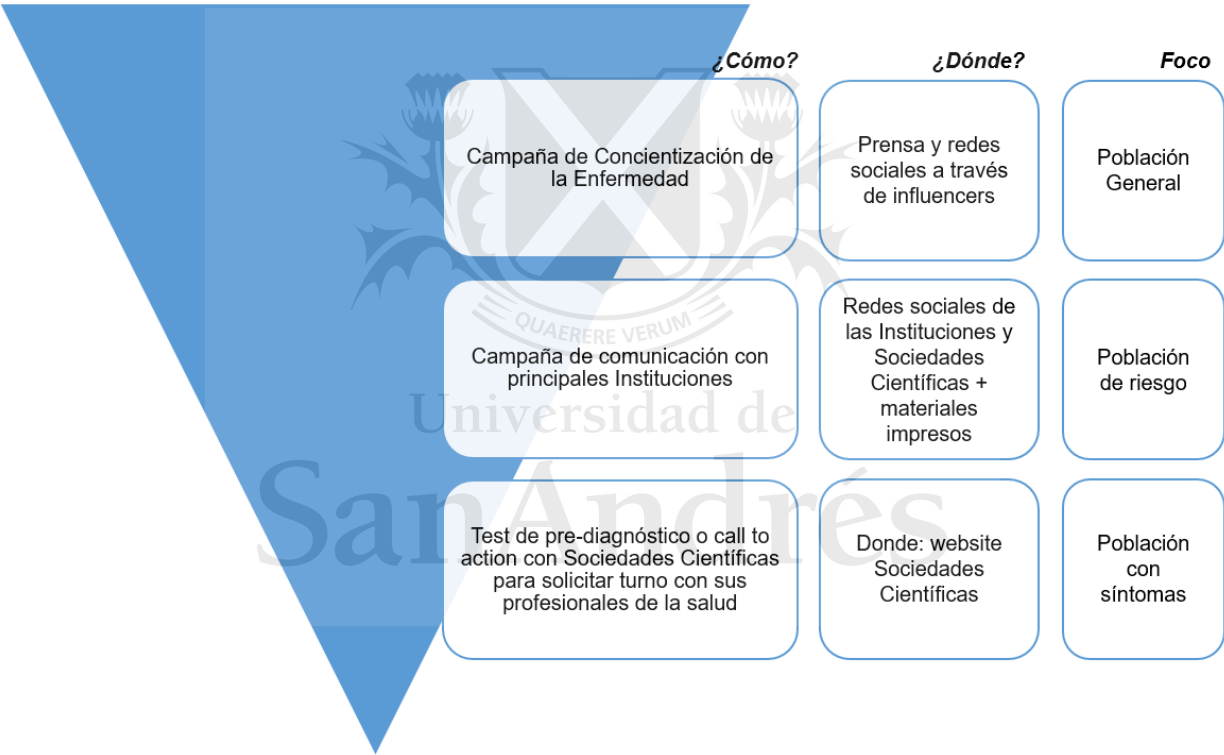 ¿Cómo?
¿Dónde?
Foco
Campaña de Concientización de
la Enfermedad
Prensa y redes
sociales a través
de influencers
Población
General
Campaña de comunicación con
principales Instituciones
Redes sociales de
las Instituciones y
Sociedades
Científicas +
materiales
impresos
Población
de riesgo
Test de pre-diagnóstico o call to
action con Sociedades Científicas
para solicitar turno con sus
profesionales de la salud
Donde: website
Sociedades
Científicas
Población
con
síntomas
QUAERERE VERUM
Universidad de
SanAndrés